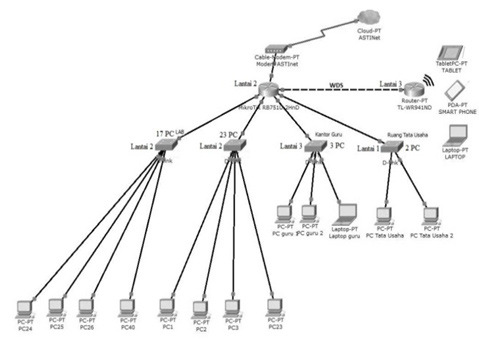 Cloud-PT
ASTINet
Cable-Modem-PT
Modem ASTINet
Lantai 2
WDS
Lantai 3
Router-PT
TL-WR941ND
TabletPC-PT
TABLET
PDA-PT
SMART PHONE
Laptop-PT
LAPTOP
17 PC LAB
Lantai 2
23 PC
Lantai 2
Kantor Guru
Lantai 3
3 PC
Ruang Tata Usaha
Lantai 1
2 PC
PC-PT
PC guru 1
PC-PT
PC guru 2
Laptop-PT
Laptop guru
PC-PT
PC Tata Usaha
PC-PT
PC Tata Usaha 2
PC-PT
PC24
PC-PT
PC25
PC-PT
PC26
PC-PT
PC40
PC-PT
PC1
PC-PT
PC2
PC-PT
PC3
PC-PT
PC23